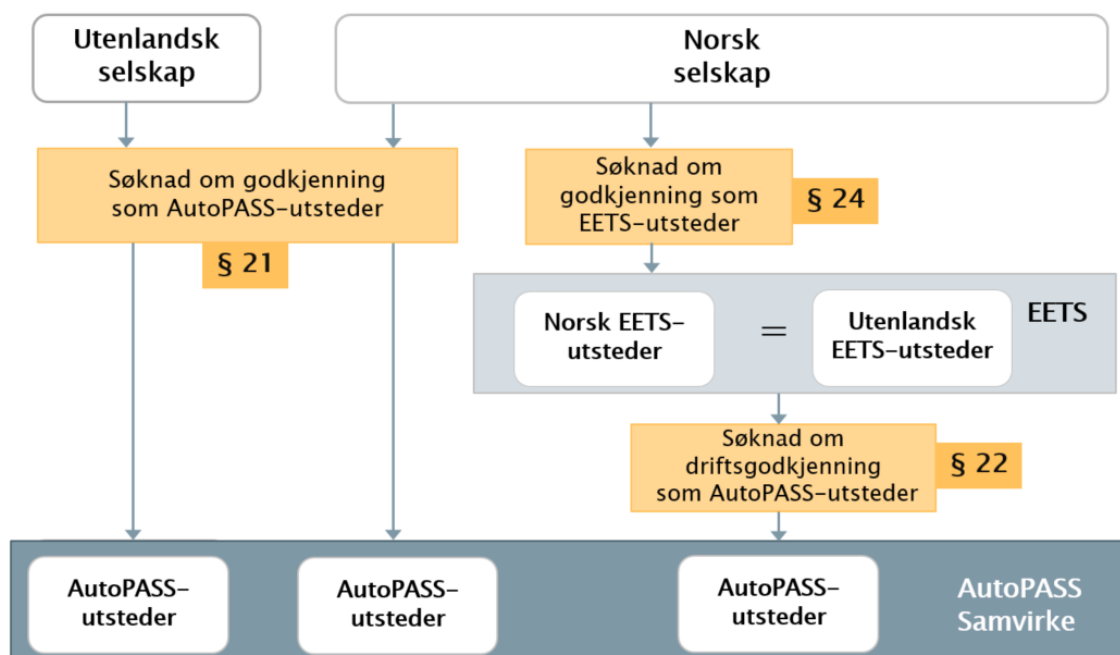 Utenlandsk
selskap
Norsk
selskap
Søknad om godkjenning
som AutoPASS-utsteder
§ 21
Søknad om
godkjenning som
EETS-utsteder
§ 24
Norsk EETS-
utsteder
=
Utenlandsk
EETS-utsteder
EETS
Søknad om
driftsgodkjenning
som AutoPASS-utsteder
§ 22
AutoPASS-
utsteder
AutoPASS-
utsteder
AutoPASS-
utsteder
AutoPASS
Samvirke